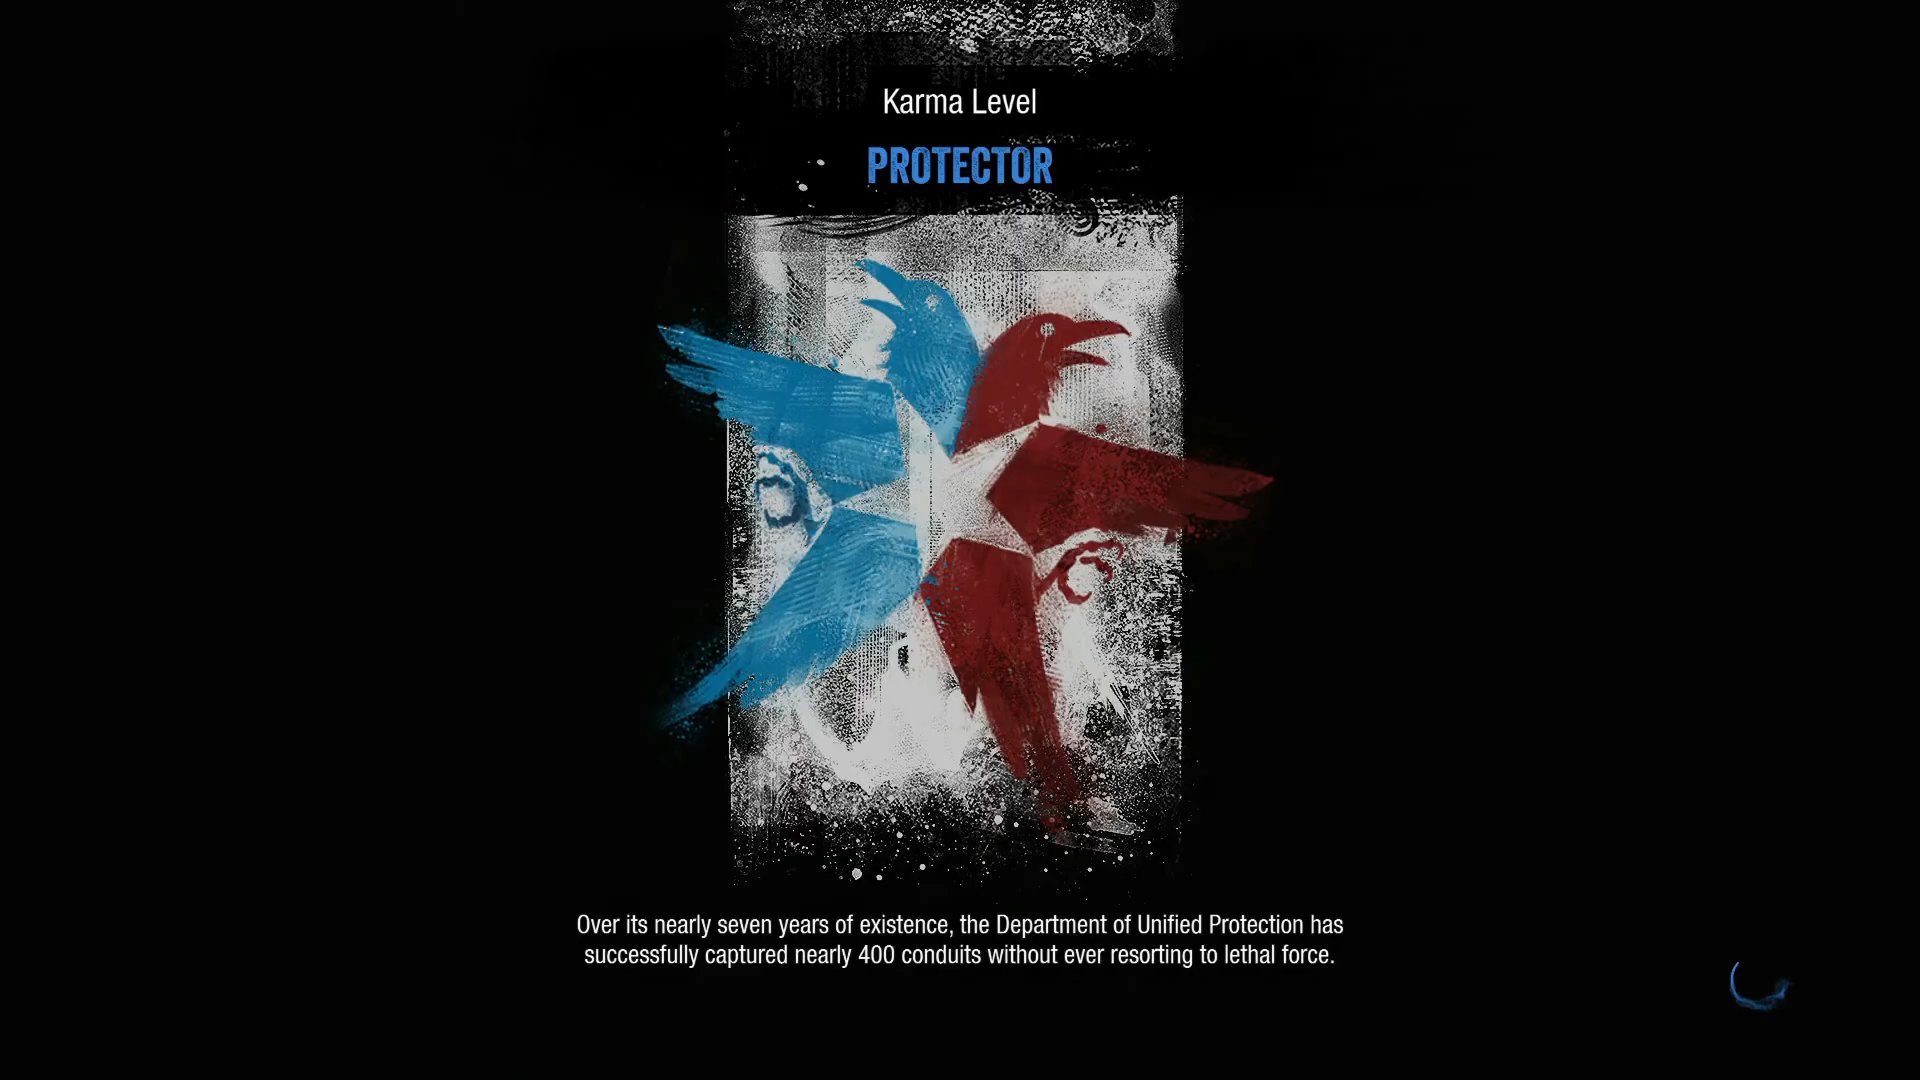 Karma Level
PROTECTOR
Over its nearly seven years of existence, the Department of Unified Protection has
successfully captured nearly 400 conduits without ever resorting to lethal force.